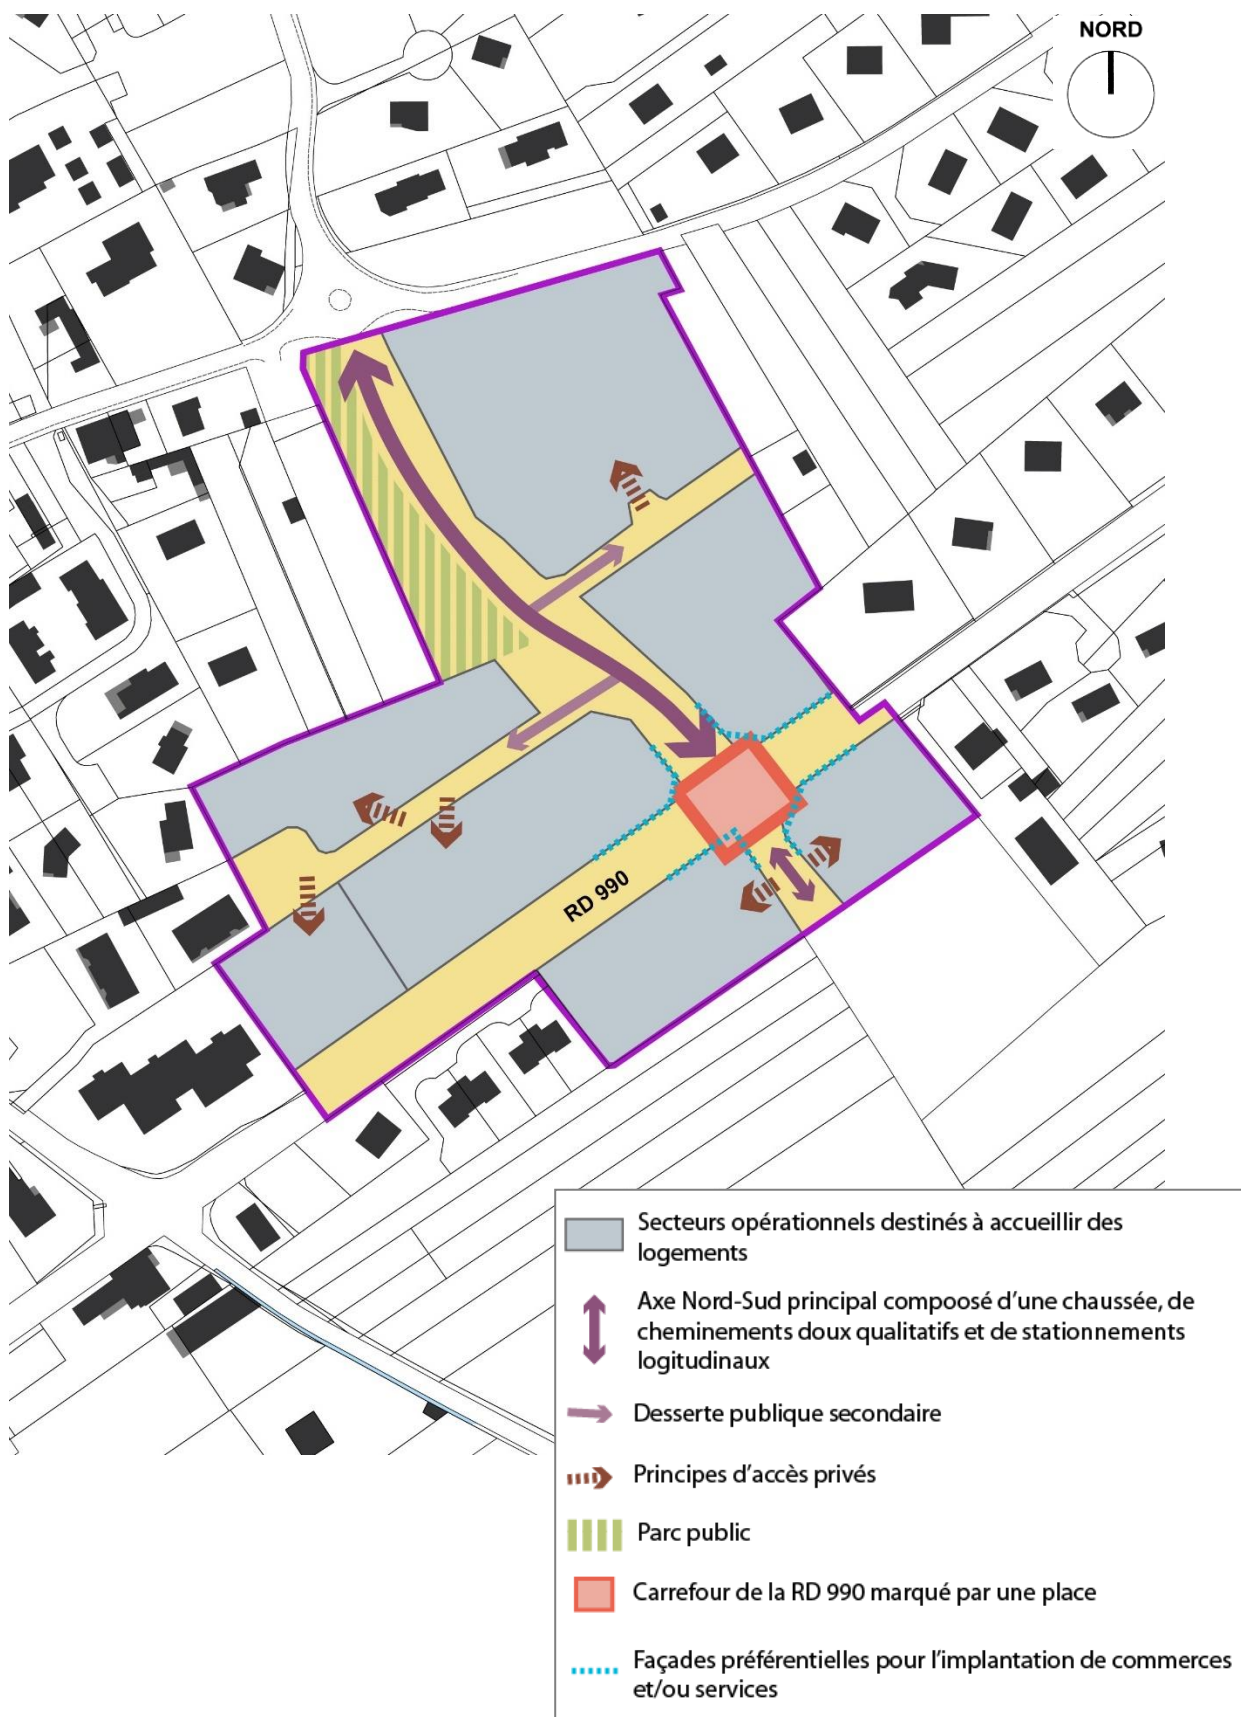 NORD
RD 990
Secteurs opérationnels destinés à accueillir des
logements
Axe Nord-Sud principal compoosé d'une chaussée, de
cheminements doux qualitatifs et de stationnements
logitudinaux
Desserte publique secondaire
Principes d'accès privés
Parc public
Carrefour de la RD 990 marqué par une place
Façades préférentielles pour l'implantation de commerces
et/ou services